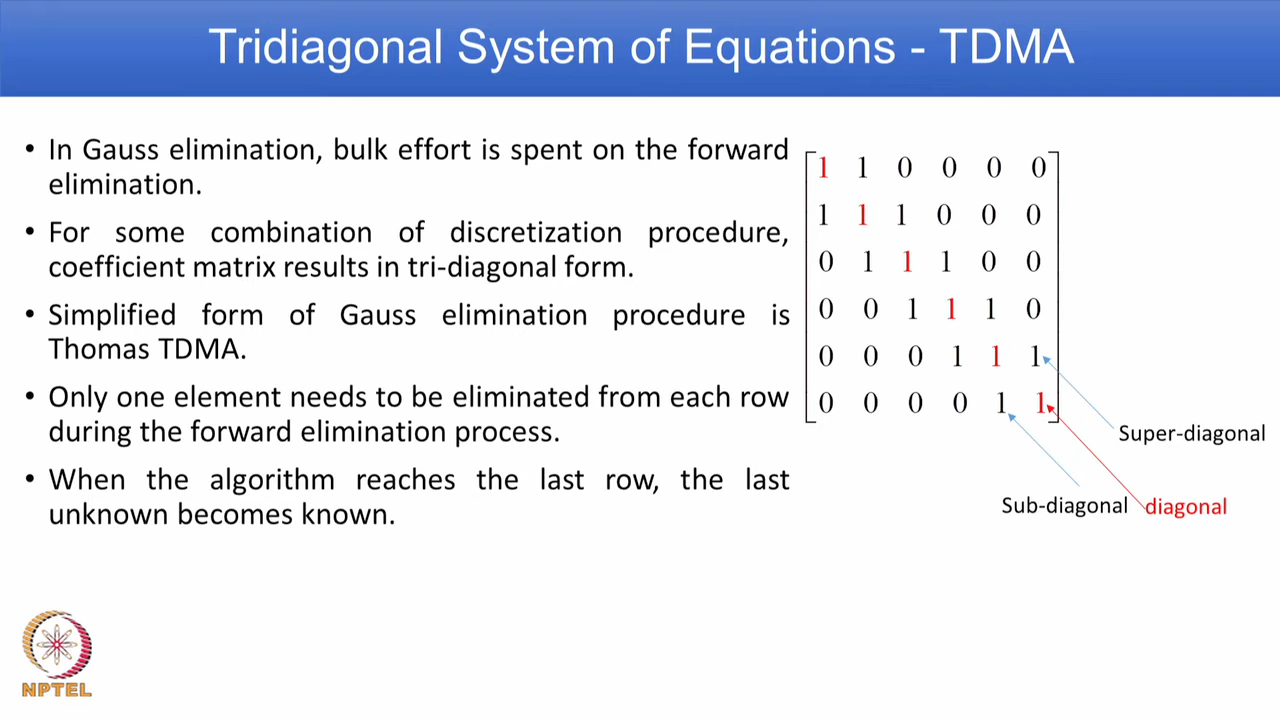 Tridiagonal System of Equations - TDMA
• In Gauss elimination, bulk effort is spent on the forward
elimination.
• For some combination of discretization procedure,
coefficient matrix results in tri-diagonal form.
• Simplified form of Gauss elimination procedure is
Thomas TDMA.
• Only one element needs to be eliminated from each row
during the forward elimination process.
• When the algorithm reaches the last row, the last
unknown becomes known.
1 1 0 0 0 0
1 1 1 0 0 0
0 1 1 1 0 0
0 0 1 1 1 0
0 0 0 1 1 1
0 0 0 0 1 1
Super-diagonal
Sub-diagonal
diagonal
NPTEL